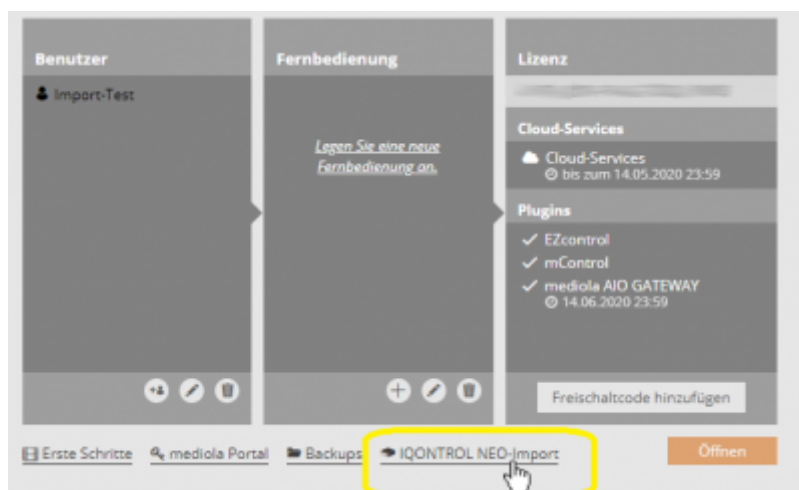 Benutzer
Import-Test
Fernbedienung
Legen Sie eine neue
Fernbedienung an.
Lizenz
Cloud-Services
Cloud-Services
bis zum 14.05.2020 23:59
Plugins
EZcontrol
mControl
mediola AIO GATEWAY
14.06.2020 23:59
Freischaltcode hinzufügen
Erste Schritte
mediola Portal
Backups
IQONTROL NEO-Import
Öffnen